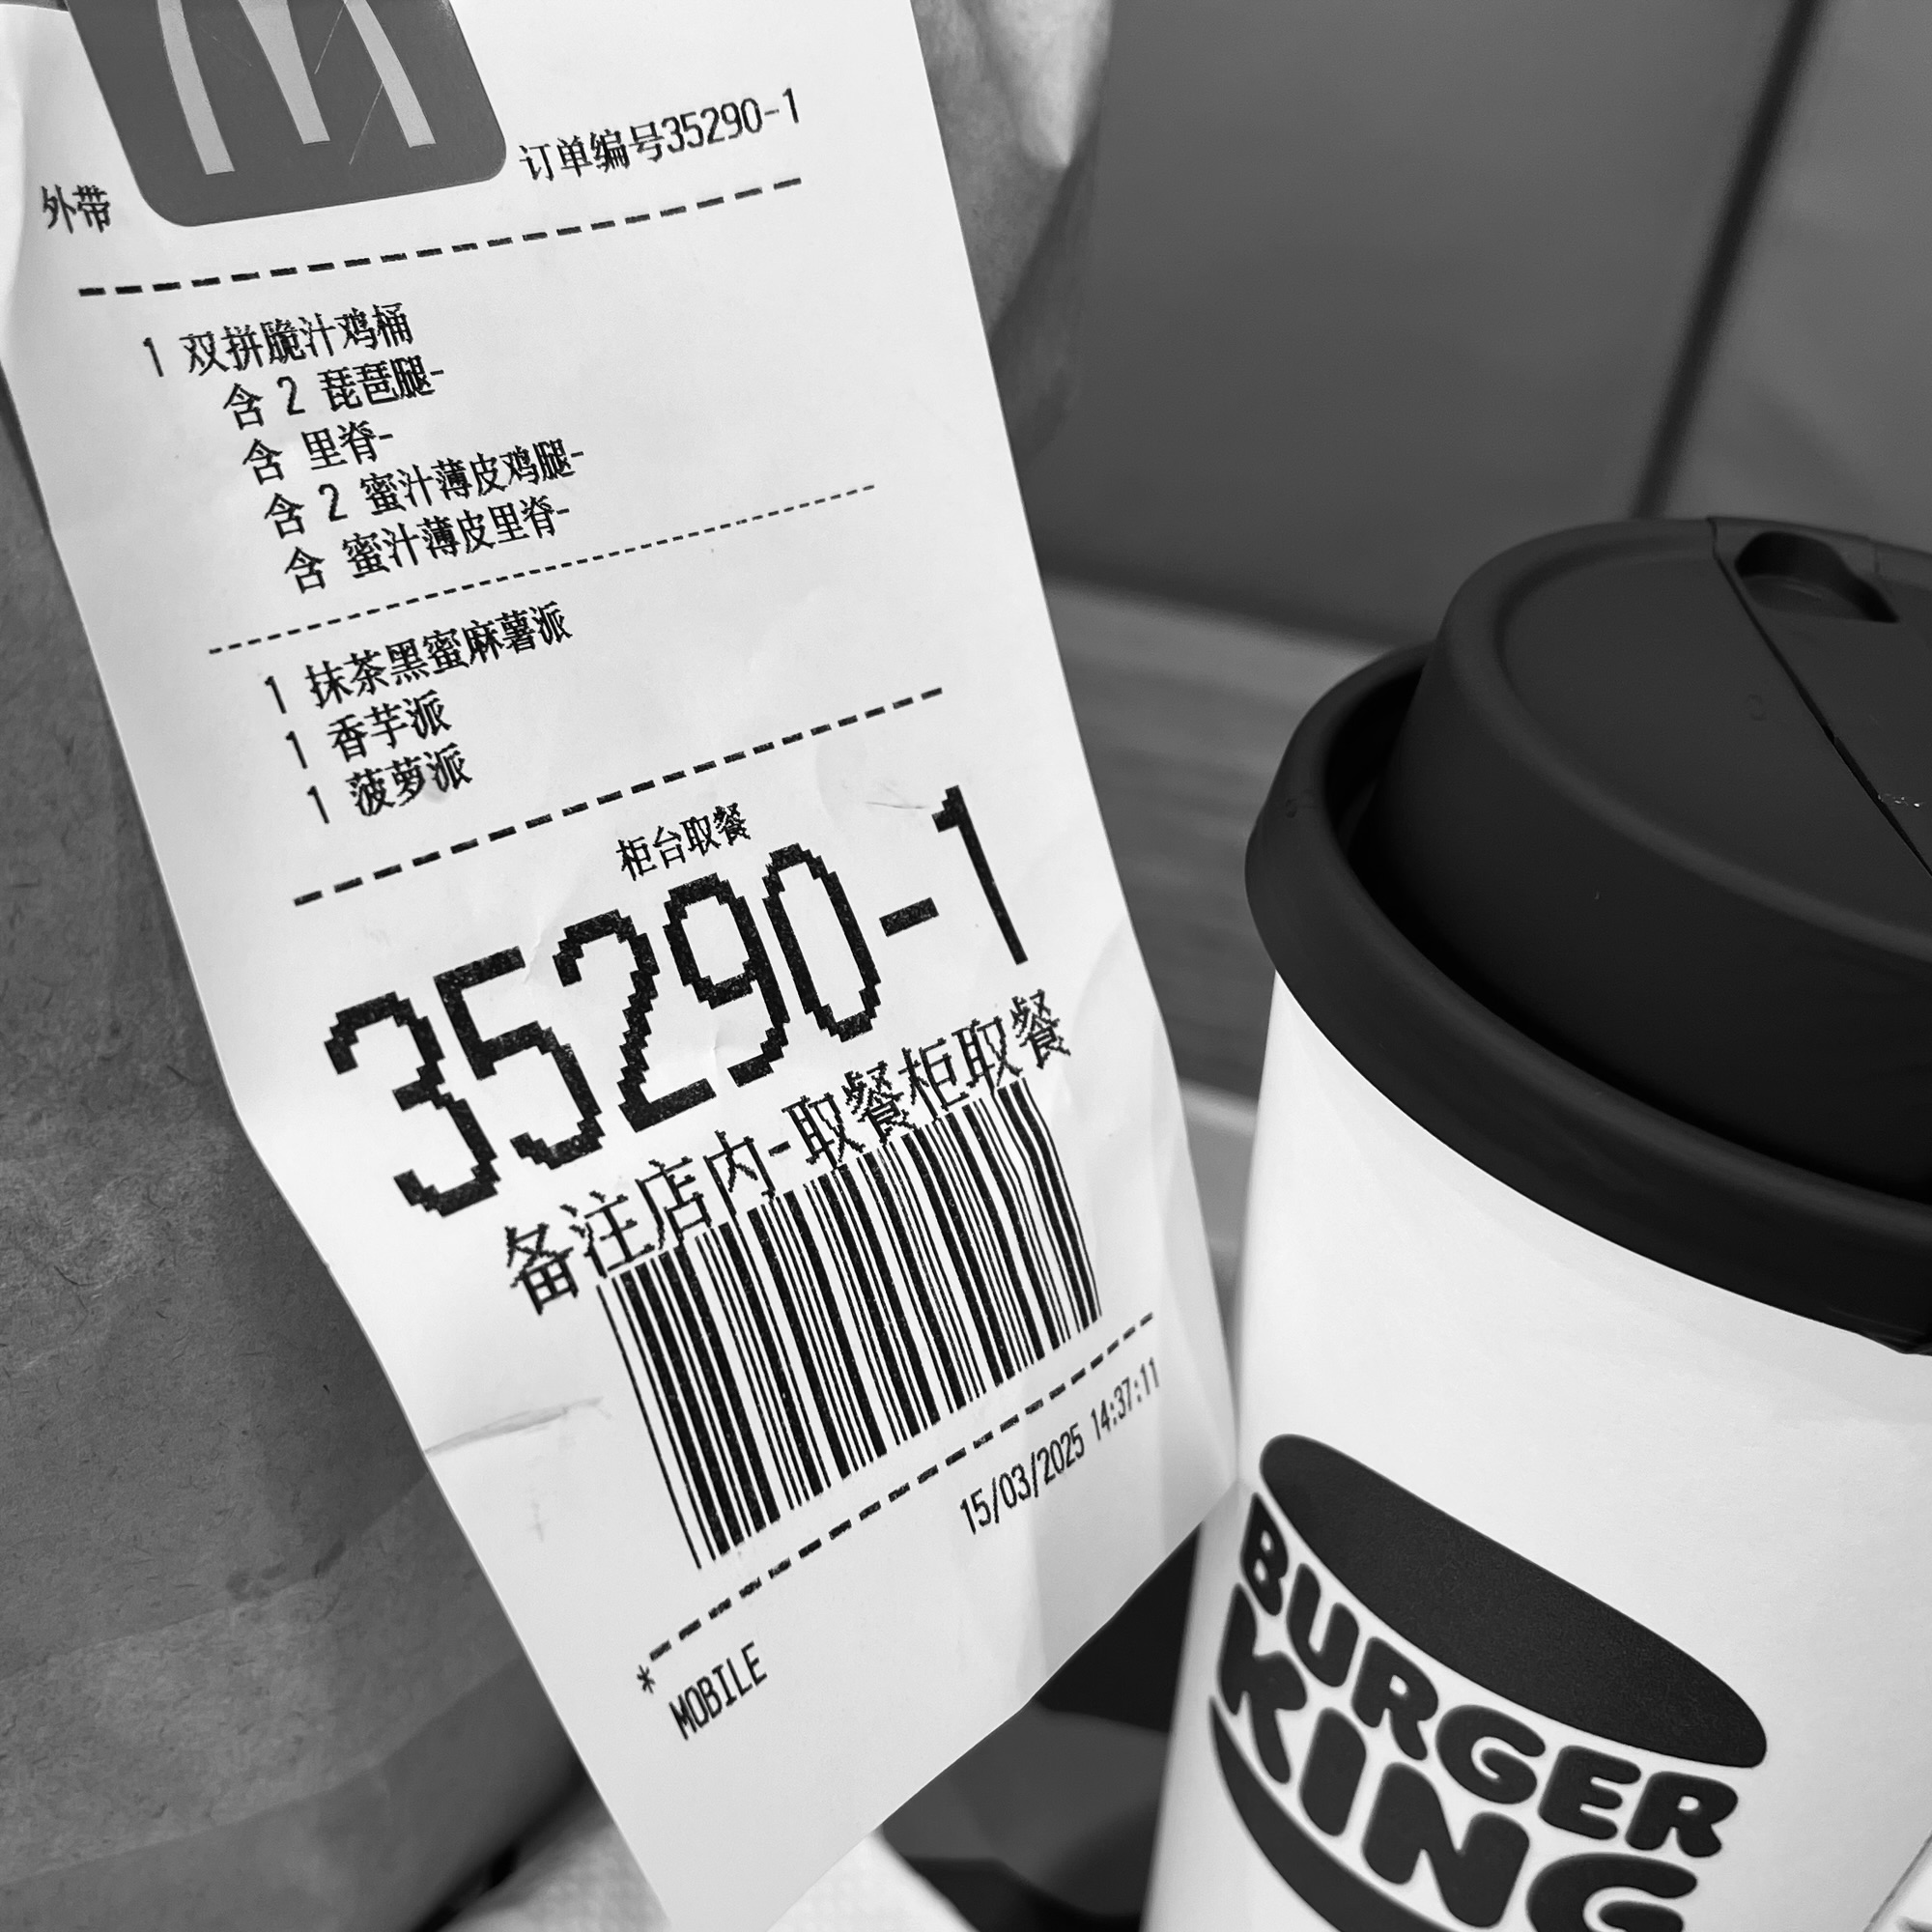 订单编号35290-1
外带
1 双拼脆汁鸡桶
含 2 琵琶腿-
含 里脊-
含 2 蜜汁薄皮鸡腿-
含 蜜汁薄皮里脊-
1 抹茶黑蜜麻薯派
1 香芋派
1 菠萝派
柜台取餐
35290-1
备注店内-取餐柜取餐
15/03/2025 14:37:11
*
MOBILE
BURGER
KING